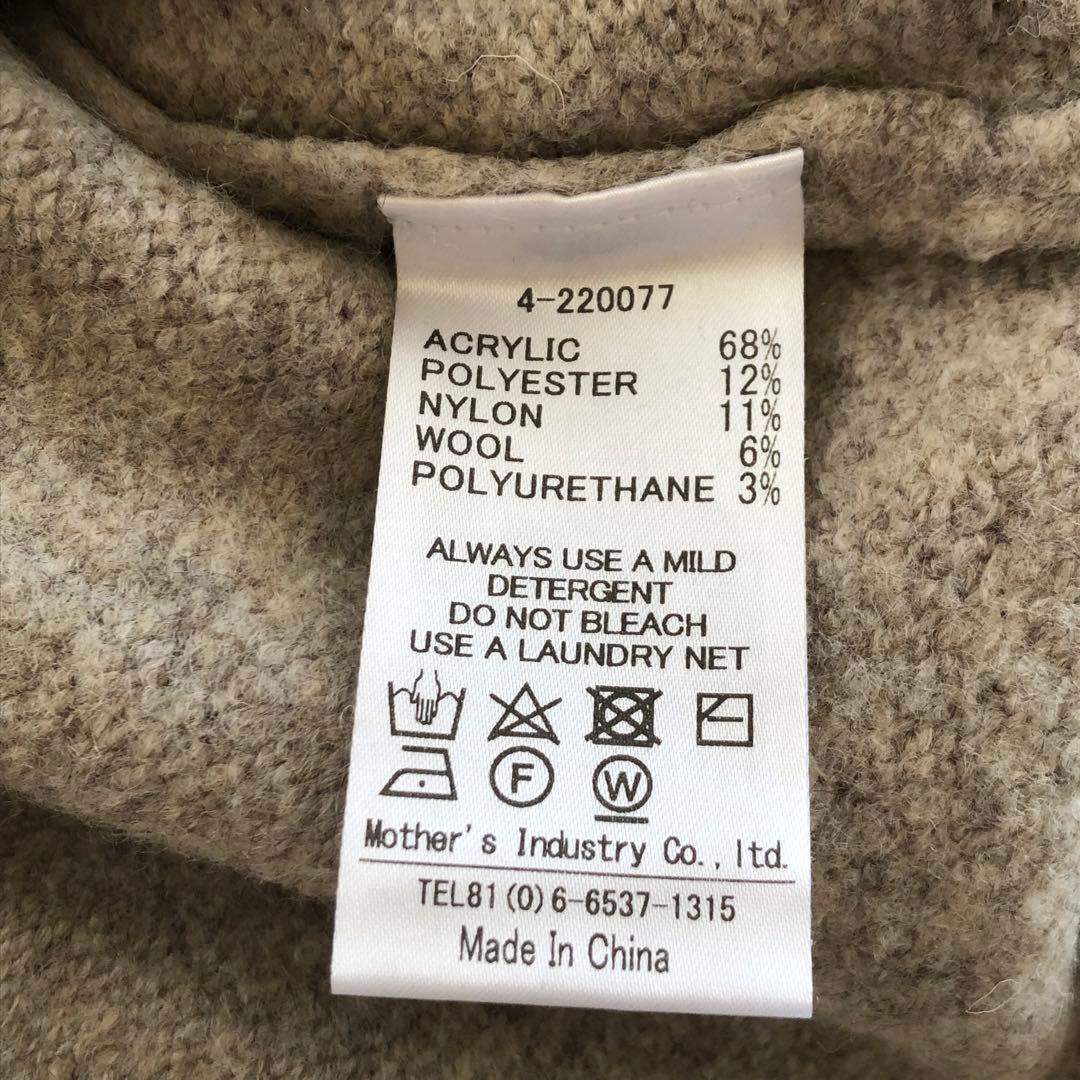 4-220077
ACRYLIC 68%
POLYESTER 12%
NYLON 11%
WOOL 6%
POLYURETHANE 3%
ALWAYS USE A MILD
DETERGENT
DO NOT BLEACH
USE A LAUNDRY NET
F W
Mother's Industry Co., ltd.
TEL81(0)6-6537-1315
Made In China